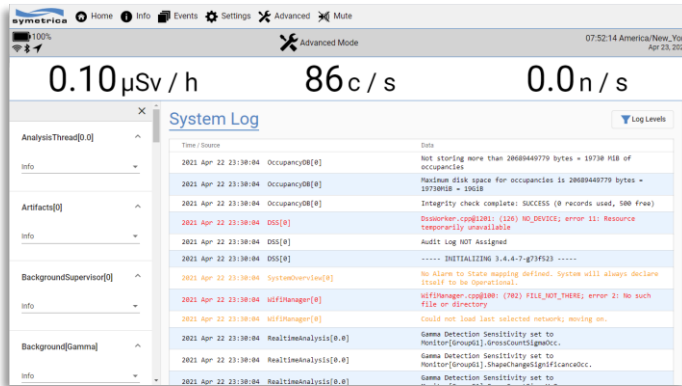 symetrica Home Info Events Settings Advanced Mute
100%
Advanced Mode
07:52:14 America/New_Yo
Apr 23, 202
0.10 µSv / h 86 c / s 0.0 n / s
×
System Log
Log Levels
AnalysisThread[0.0]
Info
Artifacts[0]
Info
BackgroundSupervisor[0]
Info
Background[Gamma]
Info
Time / Source Data
2021 Apr 22 23:30:04 OccupancyDB[0] Not storing more than 20689449779 bytes = 19730 MiB of
occupancies
2021 Apr 22 23:30:04 OccupancyDB[0] Maximum disk space for occupancies is 20689449779 bytes =
19730MiB = 19GiB
2021 Apr 22 23:30:04 OccupancyDB[0] Integrity check complete: SUCCESS (0 records used, 500 free)
2021 Apr 22 23:30:04 DSS[0] DssWorker.cpp@1201: (126) NO_DEVICE; error 11: Resource
temporarily unavailable
2021 Apr 22 23:30:04 DSS[0] Audit Log NOT Assigned
2021 Apr 22 23:30:04 DSS[0] ----- INITIALIZING 3.4.4-7-g73f523 -----
2021 Apr 22 23:30:04 SystemOverview[0] No Alarm to State mapping defined. System will always declare
itself to be Operational.
2021 Apr 22 23:30:04 WifiManager[0] WifiManager.cpp@100: (702) FILE_NOT_THERE; error 2: No such
file or directory
2021 Apr 22 23:30:04 WifiManager[0] Could not load last selected network; moving on.
2021 Apr 22 23:30:04 RealtimeAnalysis[0.0] Gamma Detection Sensitivity set to
Monitor[GroupGi].GrossCountSigmaOcc.
2021 Apr 22 23:30:04 RealtimeAnalysis[0.0] Gamma Detection Sensitivity set to
Monitor[GroupGi].ShapeChangeSignificanceOcc.
2021 Apr 22 23:30:04 RealtimeAnalysis[0.0] Gamma Detection Sensitivity set to